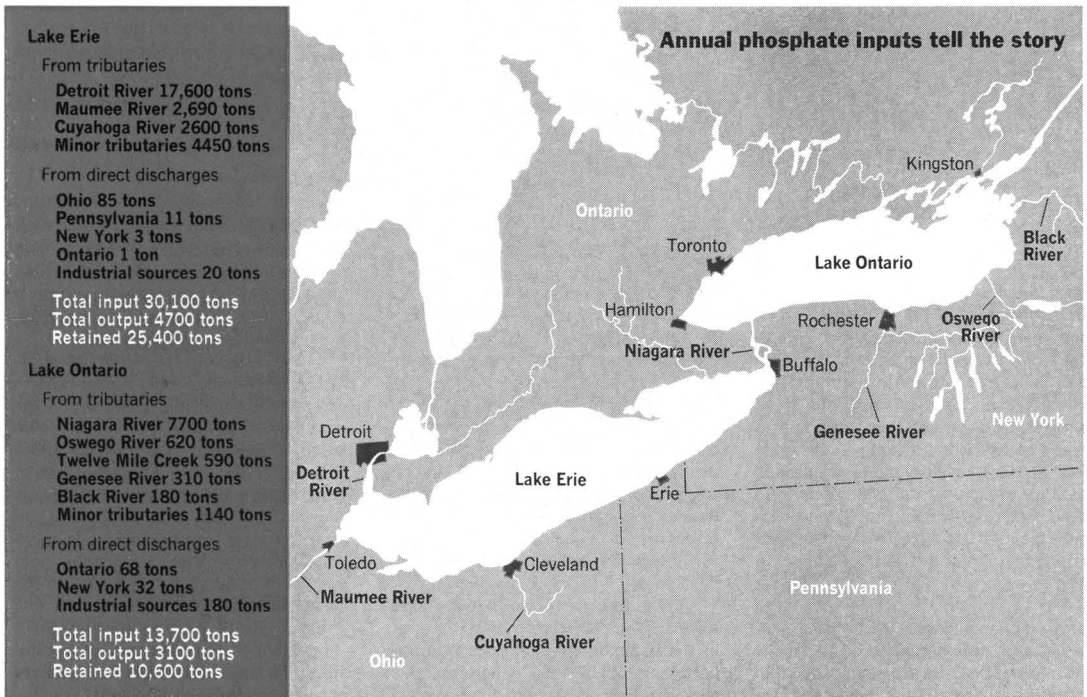 Lake Erie
From tributaries
Detroit River 17,600 tons
Maumee River 2,690 tons
Cuyahoga River 2600 tons
Minor tributaries 4450 tons
From direct discharges
Ohio 85 tons
Pennsylvania 11 tons
New York 3 tons
Ontario 1 ton
Industrial sources 20 tons
Total input 30,100 tons
Total output 4700 tons
Retained 25,400 tons
Lake Ontario
From tributaries
Niagara River 7700 tons
Oswego River 620 tons
Twelve Mile Creek 590 tons
Genesee River 310 tons
Black River 180 tons
Minor tributaries 1140 tons
From direct discharges
Ontario 68 tons
New York 32 tons
Industrial sources 180 tons
Total input 13,700 tons
Total output 3100 tons
Retained 10,600 tons
Annual phosphate inputs tell the story
Kingston
Ontario
Black
River
Toronto
Lake Ontario
Hamilton
Rochester
Oswego
River
Niagara River
Buffalo
New York
Genesee River
Detroit
Detroit
River
Lake Erie
Erie
Toledo
Cleveland
Maumee River
Pennsylvania
Cuyahoga River
Ohio